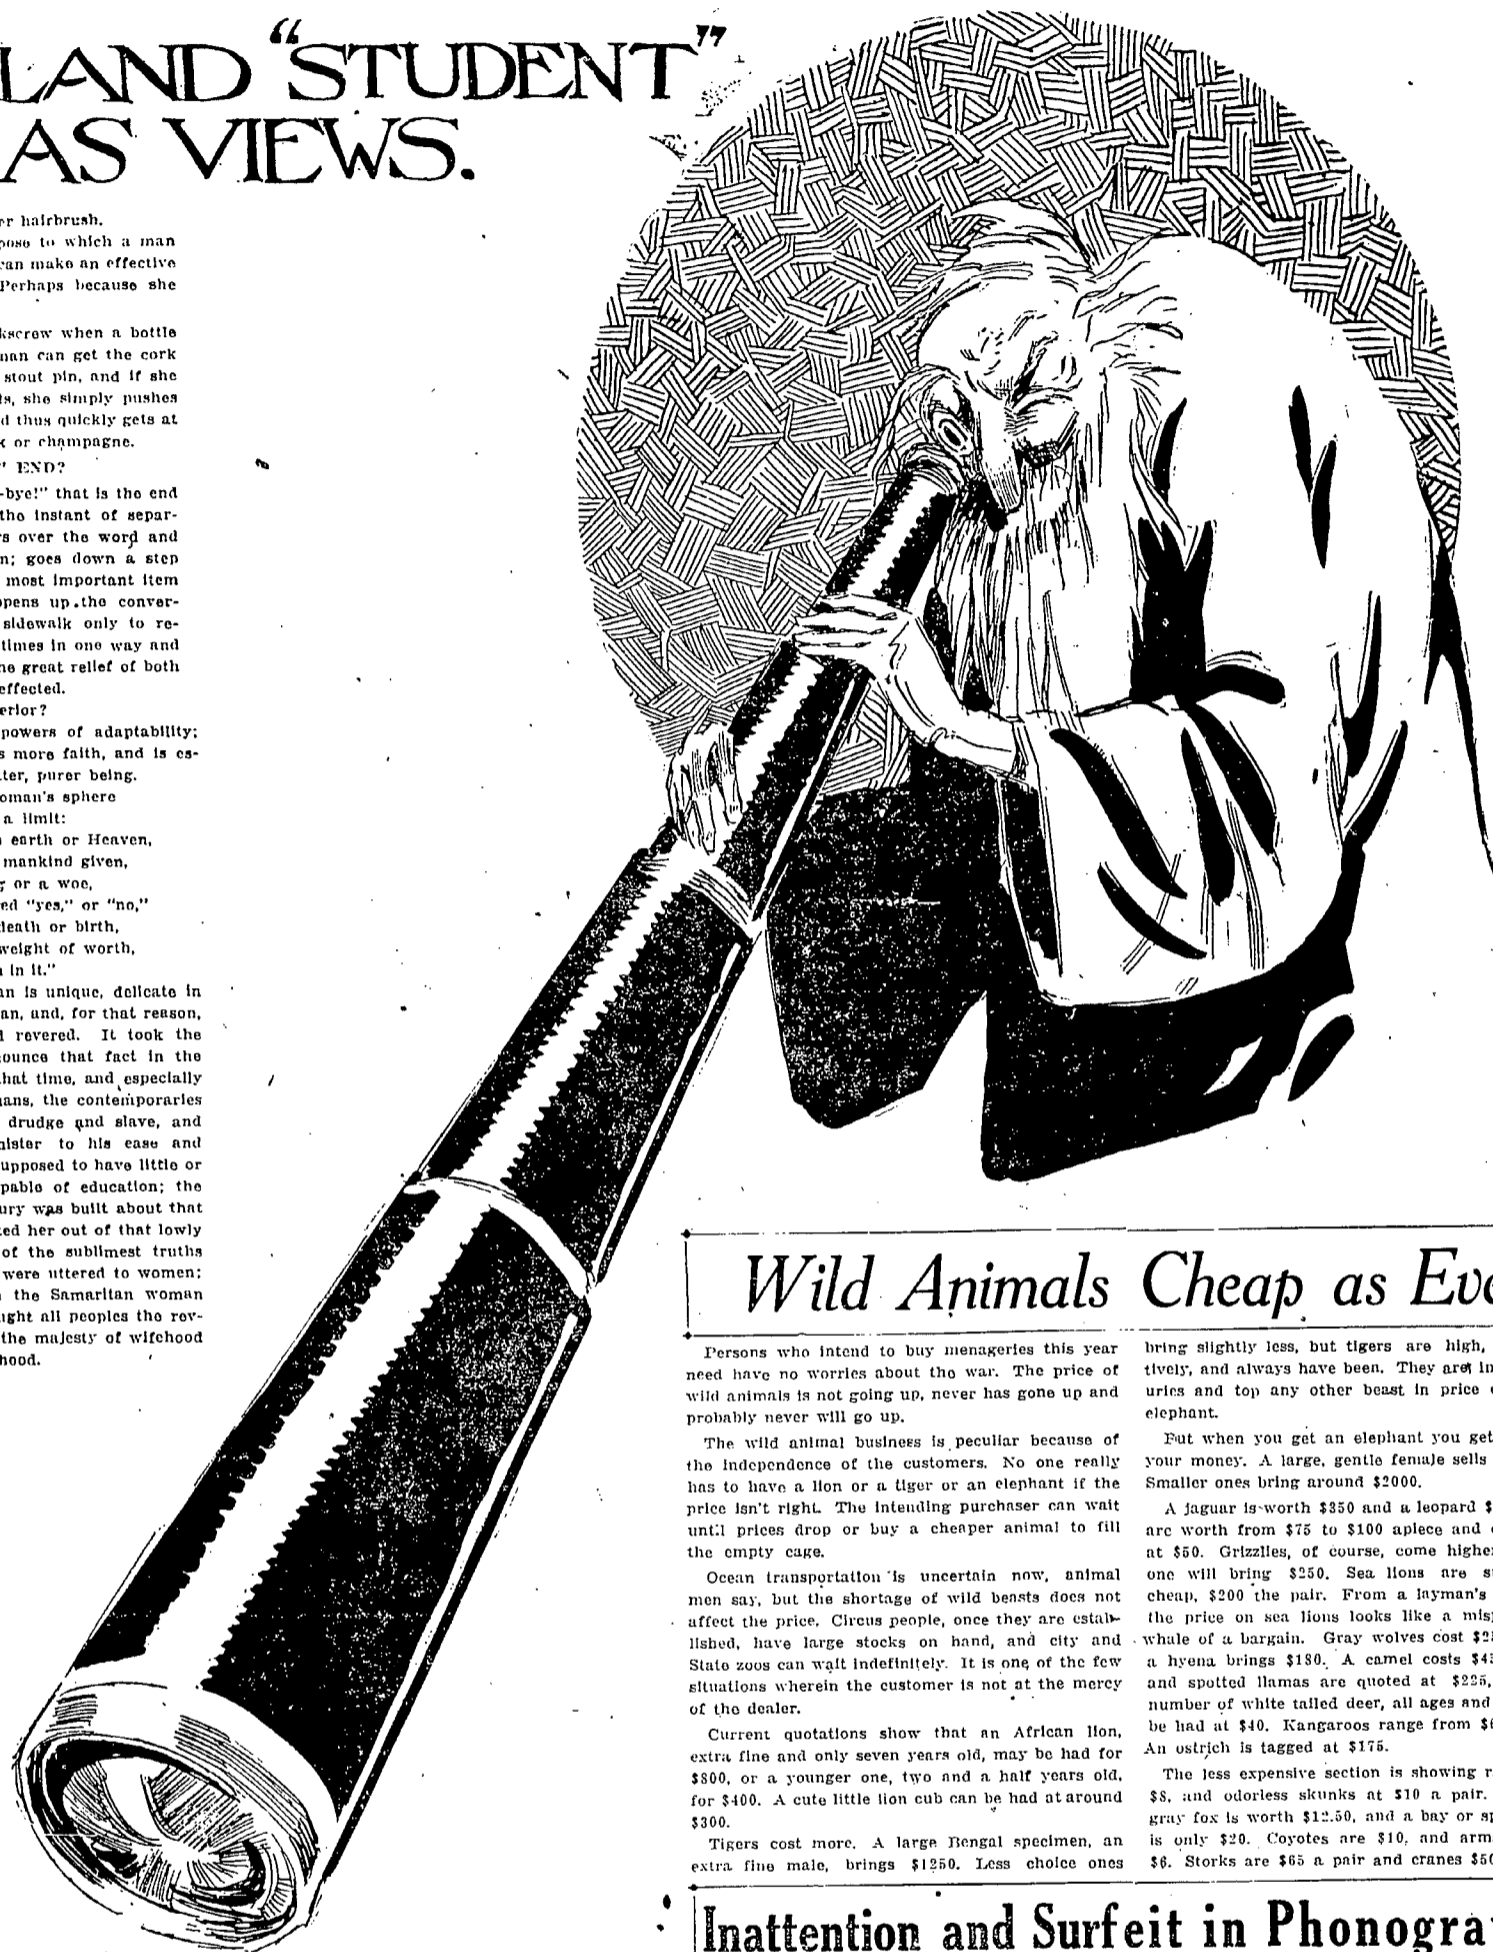 LAND "STUDENT"
AS VIEWS.
er hairbrush.
pose to which a man
can make an effective
Perhaps because she
kscrew when a bottle
man can get the cork
stout pin, and if she
ls, she simply pushes
d thus quickly gets at
k or champagne.
" END?
-bye!" that is the end
the instant of separ-
rs over the word and
n; goes down a step
most important item
opens up the conver-
sidewalk only to re-
times in one way and
he great relief of both
effected.
erior?
powers of adaptability;
s more faith, and is es-
ter, purer being.
oman's sphere
a limit:
earth or Heaven,
mankind given,
g or a woe,
ed "yes," or "no,"
death or birth,
weight of worth,
n in it."
an is unique, delicate in
an, and, for that reason,
d revered. It took the
ounce that fact in the
that time, and especially
mans, the contemporaries
drudge and slave, and
nister to his ease and
upposed to have little or
pable of education; the
ury was built about that
ted her out of that lowly
of the sublimest truths
were uttered to women;
n the Samaritan woman
ught all peoples the rev-
the majesty of wifehood
hood.
Wild Animals Cheap as Eve
Persons who intend to buy menageries this year
need have no worries about the war. The price of
wild animals is not going up, never has gone up and
probably never will go up.
The wild animal business is peculiar because of
the independence of the customers. No one really
has to have a lion or a tiger or an elephant if the
price isn't right. The intending purchaser can wait
until prices drop or buy a cheaper animal to fill
the empty cage.
Ocean transportation is uncertain now, animal
men say, but the shortage of wild beasts does not
affect the price. Circus people, once they are estab-
lished, have large stocks on hand, and city and
State zoos can wait indefinitely. It is one of the few
situations wherein the customer is not at the mercy
of the dealer.
Current quotations show that an African lion,
extra fine and only seven years old, may be had for
$800, or a younger one, two and a half years old,
for $400. A cute little lion cub can be had at around
$300.
Tigers cost more. A large Bengal specimen, an
extra fine male, brings $1250. Less choice ones
bring slightly less, but tigers are high,
tively, and always have been. They are in
uries and top any other beast in price
elephant.
But when you get an elephant you get
your money. A large, gentle female sells
Smaller ones bring around $2000.
A jaguar is worth $350 and a leopard $
are worth from $75 to $100 apiece and
at $50. Grizzlies, of course, come highe
one will bring $250. Sea lions are s
cheap, $200 the pair. From a layman's
the price on sea lions looks like a mis
whale of a bargain. Gray wolves cost $2
a hyena brings $180. A camel costs $4
and spotted llamas are quoted at $225,
number of white tailed deer, all ages and
be had at $40. Kangaroos range from $6
An ostrich is tagged at $175.
The less expensive section is showing r
$8, and odorless skunks at $10 a pair.
gray fox is worth $12.50, and a bay or sp
is only $20. Coyotes are $10, and arm
$6. Storks are $65 a pair and cranes $50
Inattention and Surfeit in Phonogra